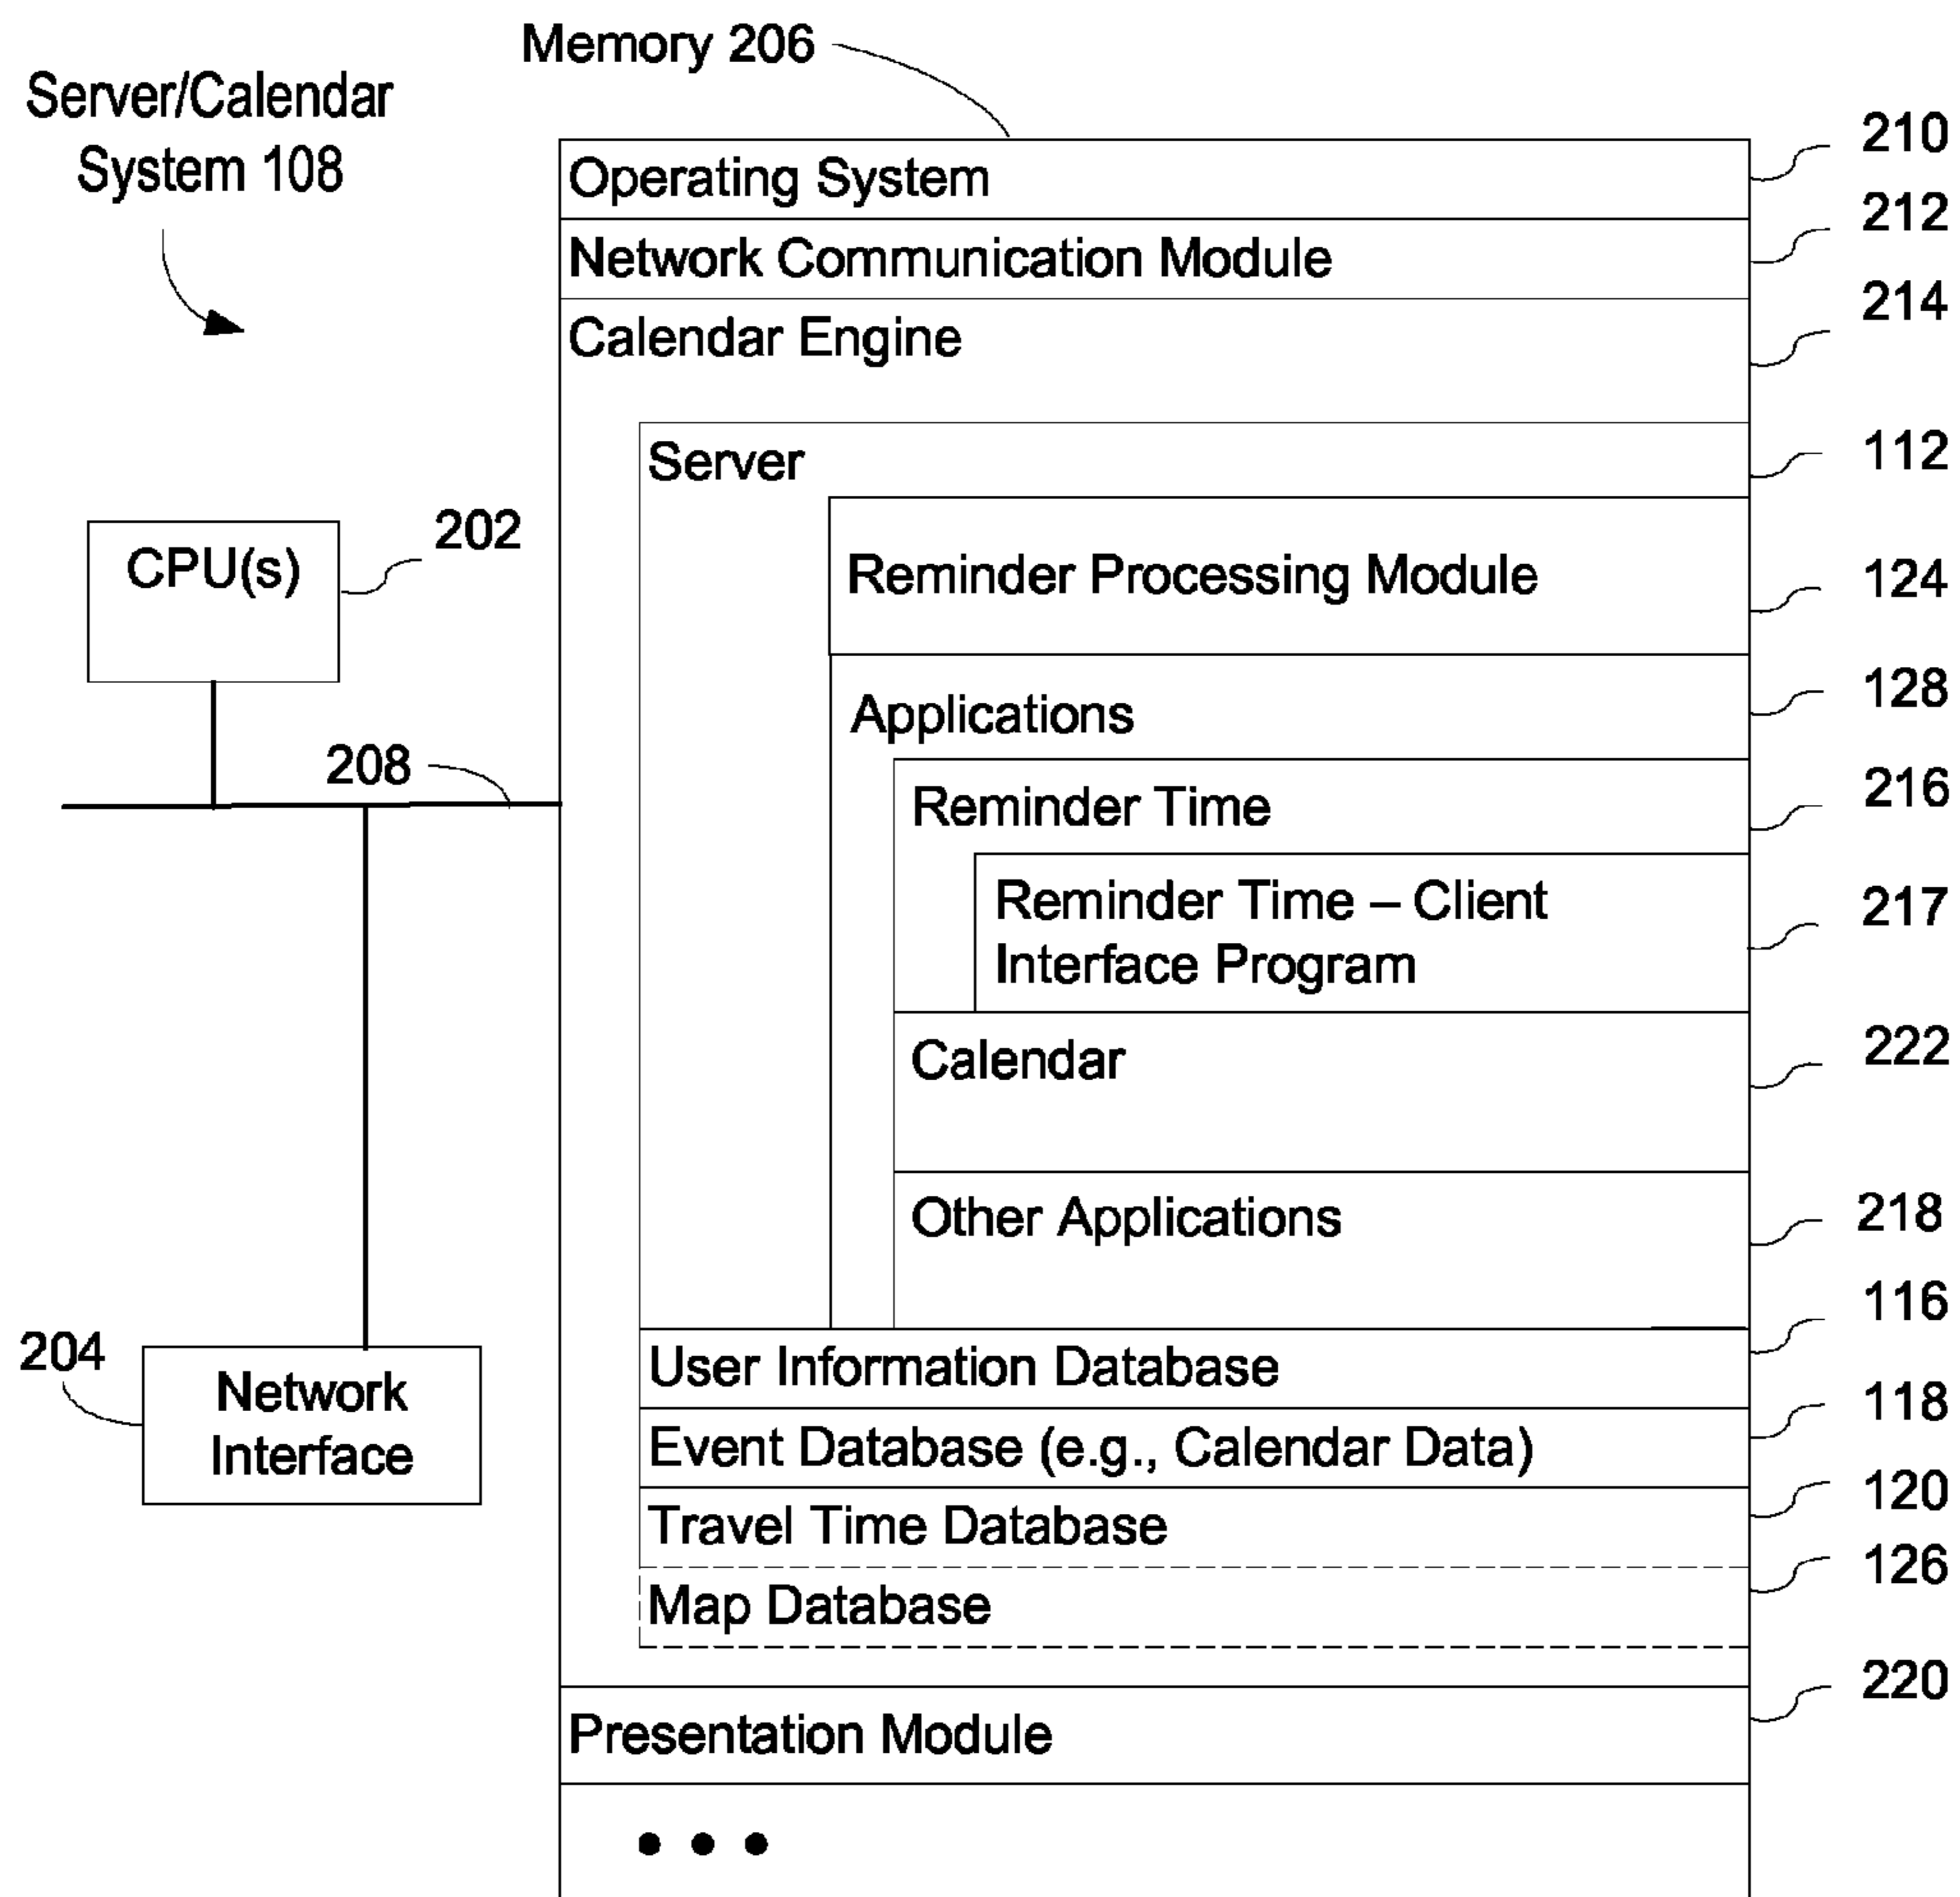 Memory 206
Server/Calendar
System 108
Operating System
210
Network Communication Module
212
Calendar Engine
214
Server
112
CPU(s)
202
Reminder Processing Module
124
Applications
128
208
Reminder Time
216
Reminder Time – Client
Interface Program
217
Calendar
222
Other Applications
218
204
Network
Interface
User Information Database
116
Event Database (e.g., Calendar Data)
118
Travel Time Database
120
Map Database
126
Presentation Module
220
• • •